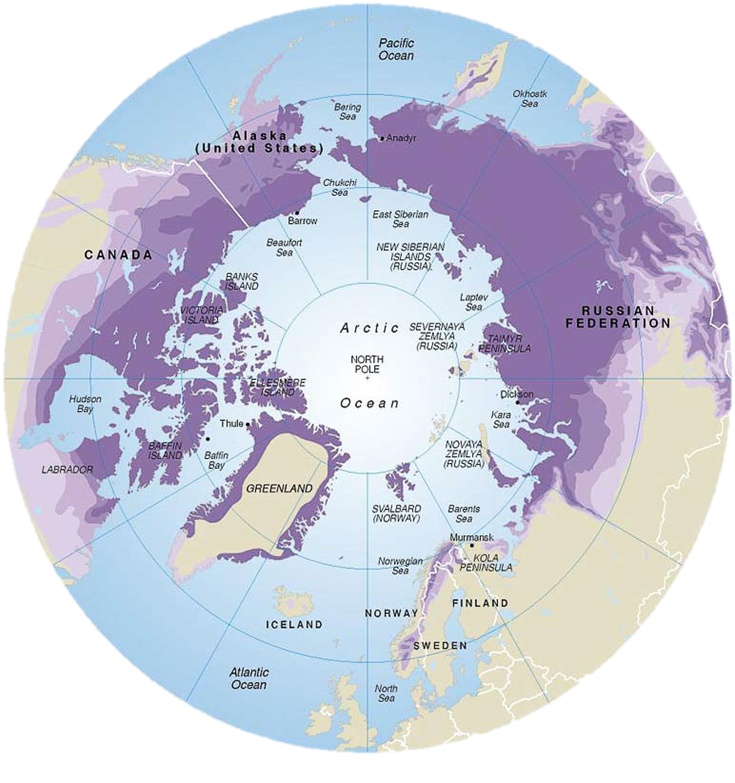 Pacific
Ocean
Okhostk
Sea
Bering
Sea
Alaska
(United States)
Anadyr
Chukchi
Sea
Barrow
East Siberian
Sea
Beaufort
Sea
NEW SIBERIAN
ISLANDS
(RUSSIA)
CANADA
BANKS
ISLAND
VICTORIA
ISLAND
Laptev
Sea
RUSSIAN
FEDERATION
Arctic
SEVERNAYA
ZEMLYA
(RUSSIA)
TAIMYR
PENINSULA
NORTH
POLE
ELLESMERE
ISLAND
Ocean
Dickson
Kara
Sea
Hudson
Bay
Thule
BAFFIN
ISLAND
Baffin
Bay
LABRADOR
NOVAYA
ZEMLYA
(RUSSIA)
GREENLAND
SVALBARD
(NORWAY)
Barents
Sea
Murmansk
Norwegian
Sea
KOLA
PENINSULA
ICELAND
NORWAY
FINLAND
SWEDEN
Atlantic
Ocean
North
Sea